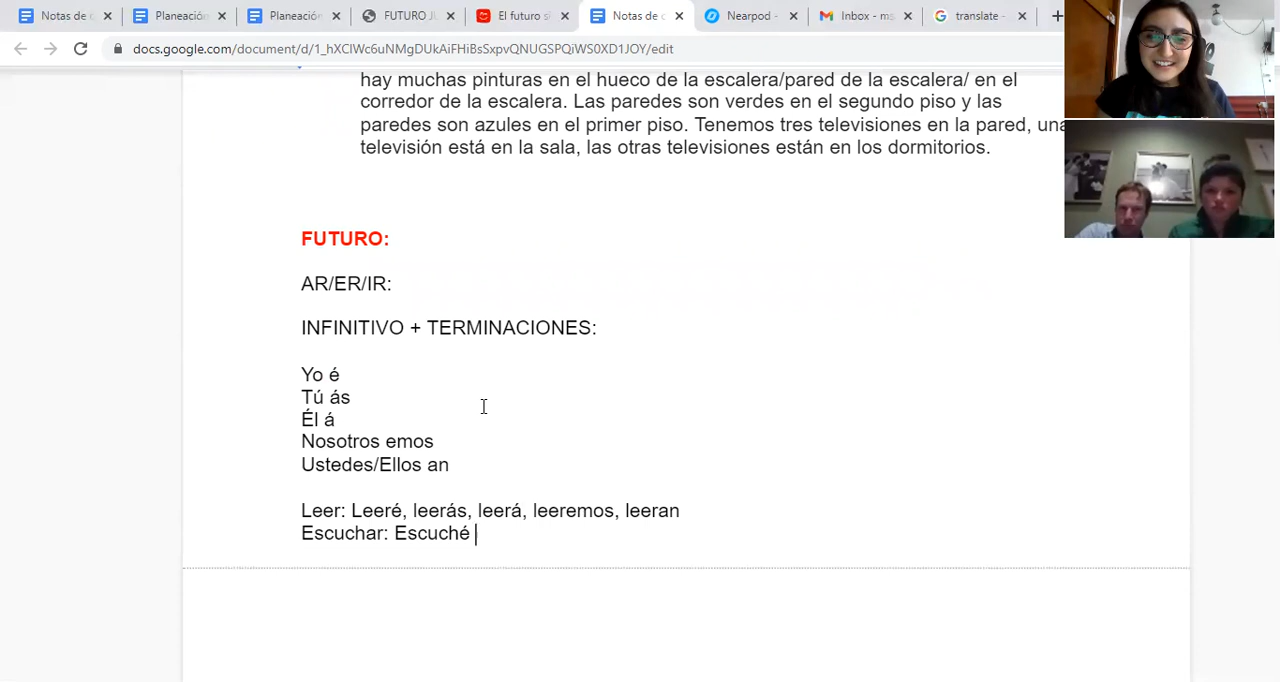 Notas de c
Planeación
Planeación
FUTURO JU
El futuro si
Notas de c
Nearpod -
Inbox - ms
translate -
docs.google.com/document/d/1_hXCIWc6uNMgDUkAiFHiBsSxpvQNUGSPQiWS0XD1JOY/edit
hay muchas pinturas en el hueco de la escalera/pared de la escalera/ en el
corredor de la escalera. Las paredes son verdes en el segundo piso y las
paredes son azules en el primer piso. Tenemos tres televisiones en la pared, una
televisión está en la sala, las otras televisiones están en los dormitorios.
FUTURO:
AR/ER/IR:
INFINITIVO + TERMINACIONES:
Yo é
Tú ás
Él á
Nosotros emos
Ustedes/Ellos an
Leer: Leeré, leerás, leerá, leeremos, leeran
Escuchar: Escuché